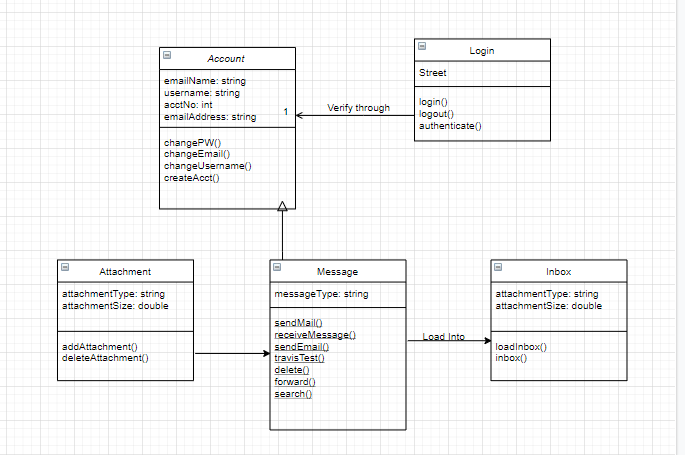 Account
emailName: string
username: string
acctNo: int
emailAddress: string
changePW()
changeEmail()
changeUsername()
createAcct()
1
Verify through
Login
Street
login()
logout()
authenticate()
Attachment
attachmentType: string
attachmentSize: double
addAttachment()
deleteAttachment()
Message
messageType: string
sendMail()
receiveMessage()
sendEmail()
travisTest()
delete()
forward()
search()
Load Into
Inbox
attachmentType: string
attachmentSize: double
loadInbox()
inbox()